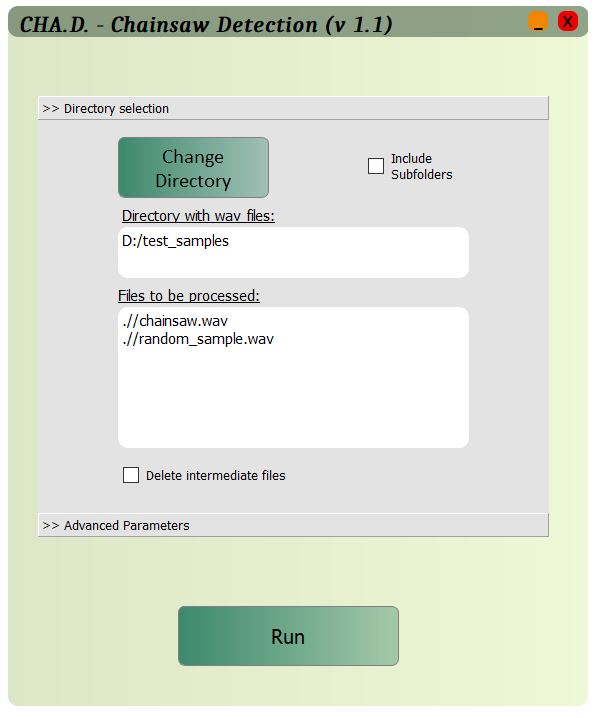 CHA.D. - Chainsaw Detection (v 1.1)
_ X
>> Directory selection
Change
Directory
Include
Subfolders
Directory with wav files:
D:/test_samples
Files to be processed:
.//chainsaw.wav
.//random_sample.wav
Delete intermediate files
>> Advanced Parameters
Run